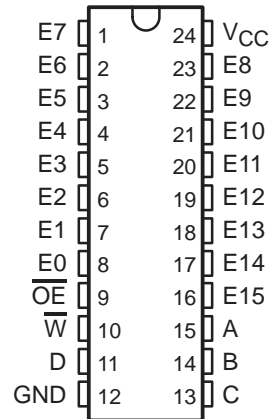 E7 1 24 V_CC
E6 2 23 E8
E5 3 22 E9
E4 4 21 E10
E3 5 20 E11
E2 6 19 E12
E1 7 18 E13
E0 8 17 E14
O̅E̅ 9 16 E15
W̅ 10 15 A
D 11 14 B
GND 12 13 C